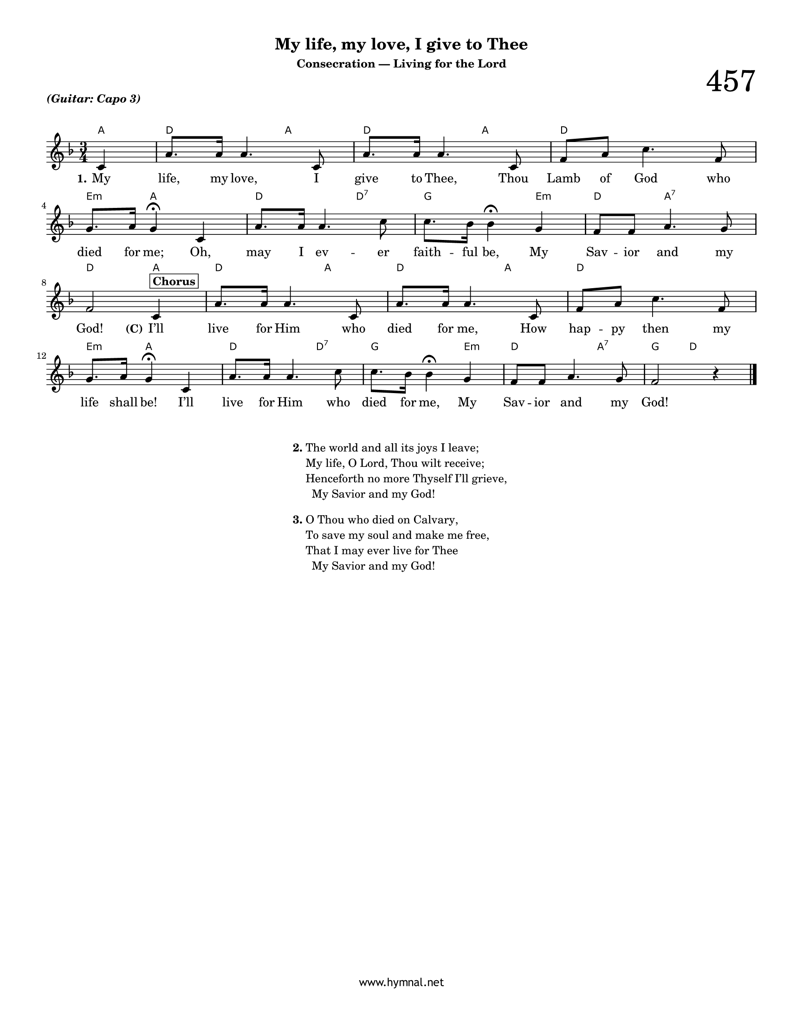 My life, my love, I give to Thee
Consecration — Living for the Lord
457
(Guitar: Capo 3)
A D A D A D
1. My life, my love, I give to Thee, Thou Lamb of God who
Em A D D7 G Em D A7
4
died for me; Oh, may I ev - er faith - ful be, My Sav - ior and my
D A D A D A D
8 Chorus
God! (C) I'll live for Him who died for me, How hap - py then my
Em A D D7 G Em D A7 G D
12
life shall be! I'll live for Him who died for me, My Sav - ior and my God!
2. The world and all its joys I leave;
My life, O Lord, Thou wilt receive;
Henceforth no more Thyself I'll grieve,
My Savior and my God!
3. O Thou who died on Calvary,
To save my soul and make me free,
That I may ever live for Thee
My Savior and my God!
www.hymnal.net